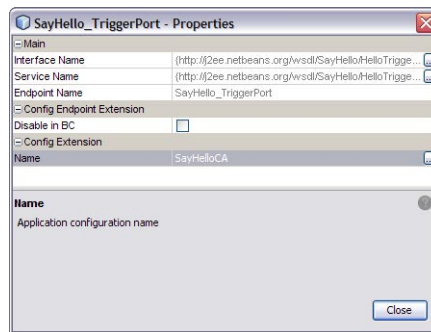 SayHello_TriggerPort - Properties
Main
Interface Name {http://j2ee.netbeans.org/wsdl/SayHello/HelloTrigge... ...
Service Name {http://j2ee.netbeans.org/wsdl/SayHello/HelloTrigge... ...
Endpoint Name SayHello_TriggerPort
Config Endpoint Extension
Disable in BC
Config Extension
Name SayHelloCA ...
Name
Application configuration name
Close